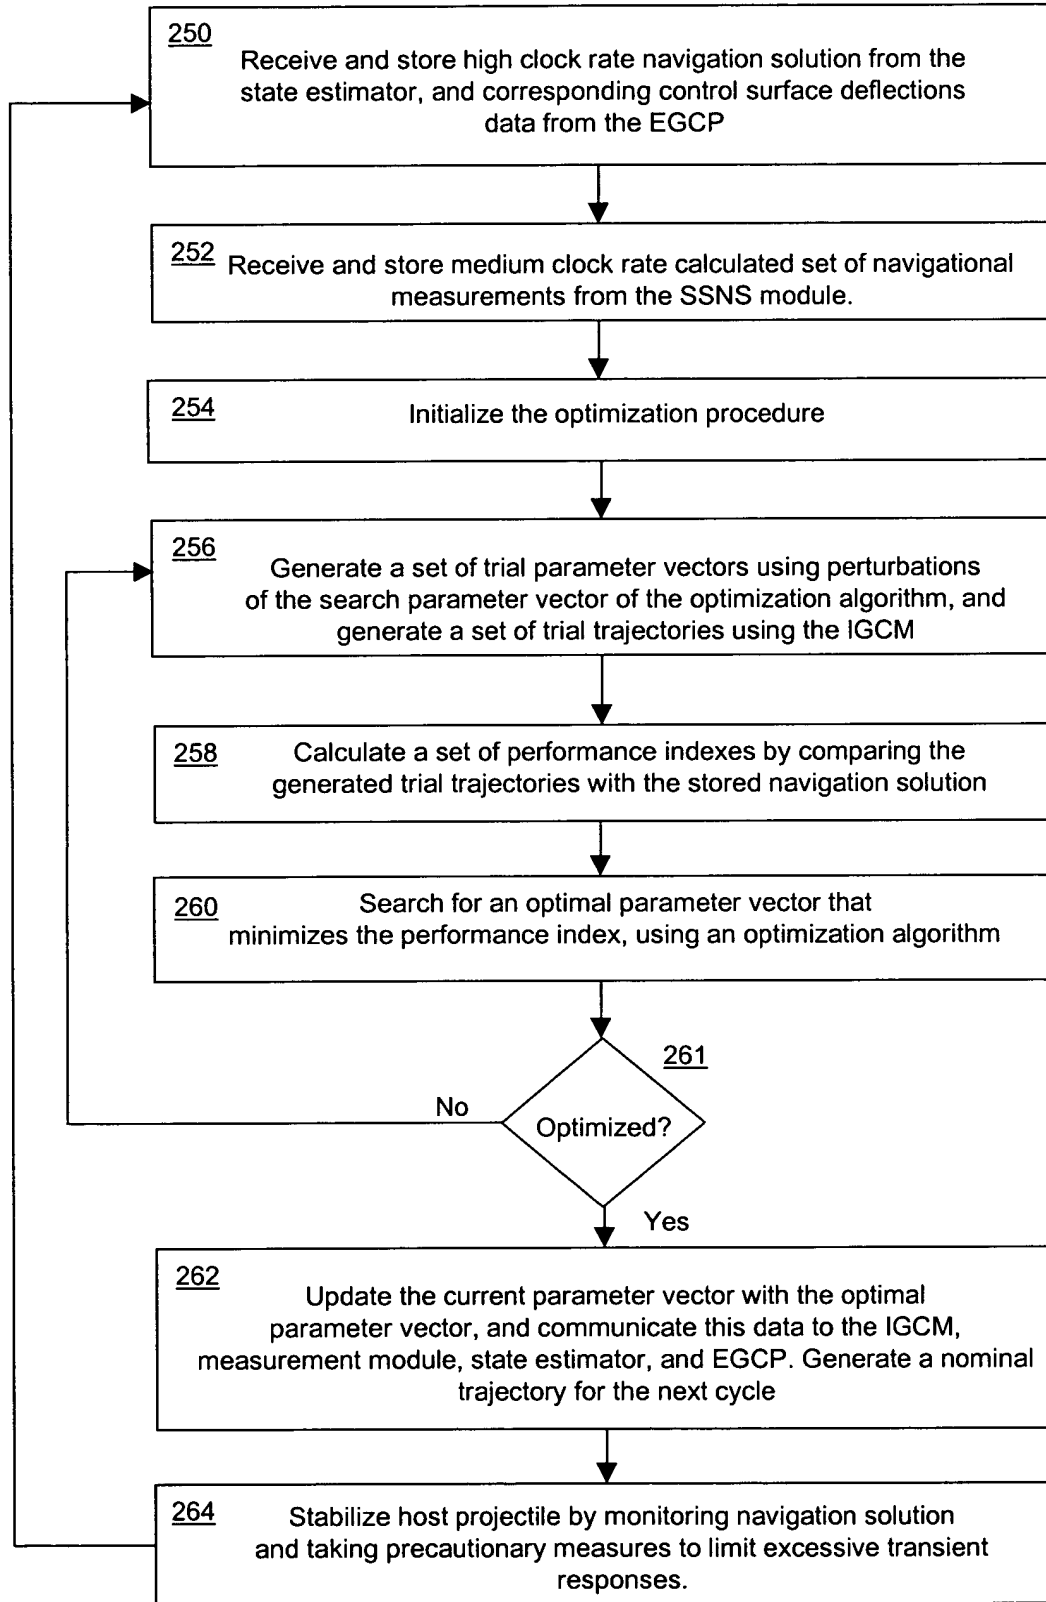 250
Receive and store high clock rate navigation solution from the
state estimator, and corresponding control surface deflections
data from the EGCP
252 Receive and store medium clock rate calculated set of navigational
measurements from the SSNS module.
254 Initialize the optimization procedure
256
Generate a set of trial parameter vectors using perturbations
of the search parameter vector of the optimization algorithm, and
generate a set of trial trajectories using the IGCM
258 Calculate a set of performance indexes by comparing the
generated trial trajectories with the stored navigation solution
260 Search for an optimal parameter vector that
minimizes the performance index, using an optimization algorithm
261
No
Optimized?
Yes
262
Update the current parameter vector with the optimal
parameter vector, and communicate this data to the IGCM,
measurement module, state estimator, and EGCP. Generate a nominal
trajectory for the next cycle
264 Stabilize host projectile by monitoring navigation solution
and taking precautionary measures to limit excessive transient
responses.